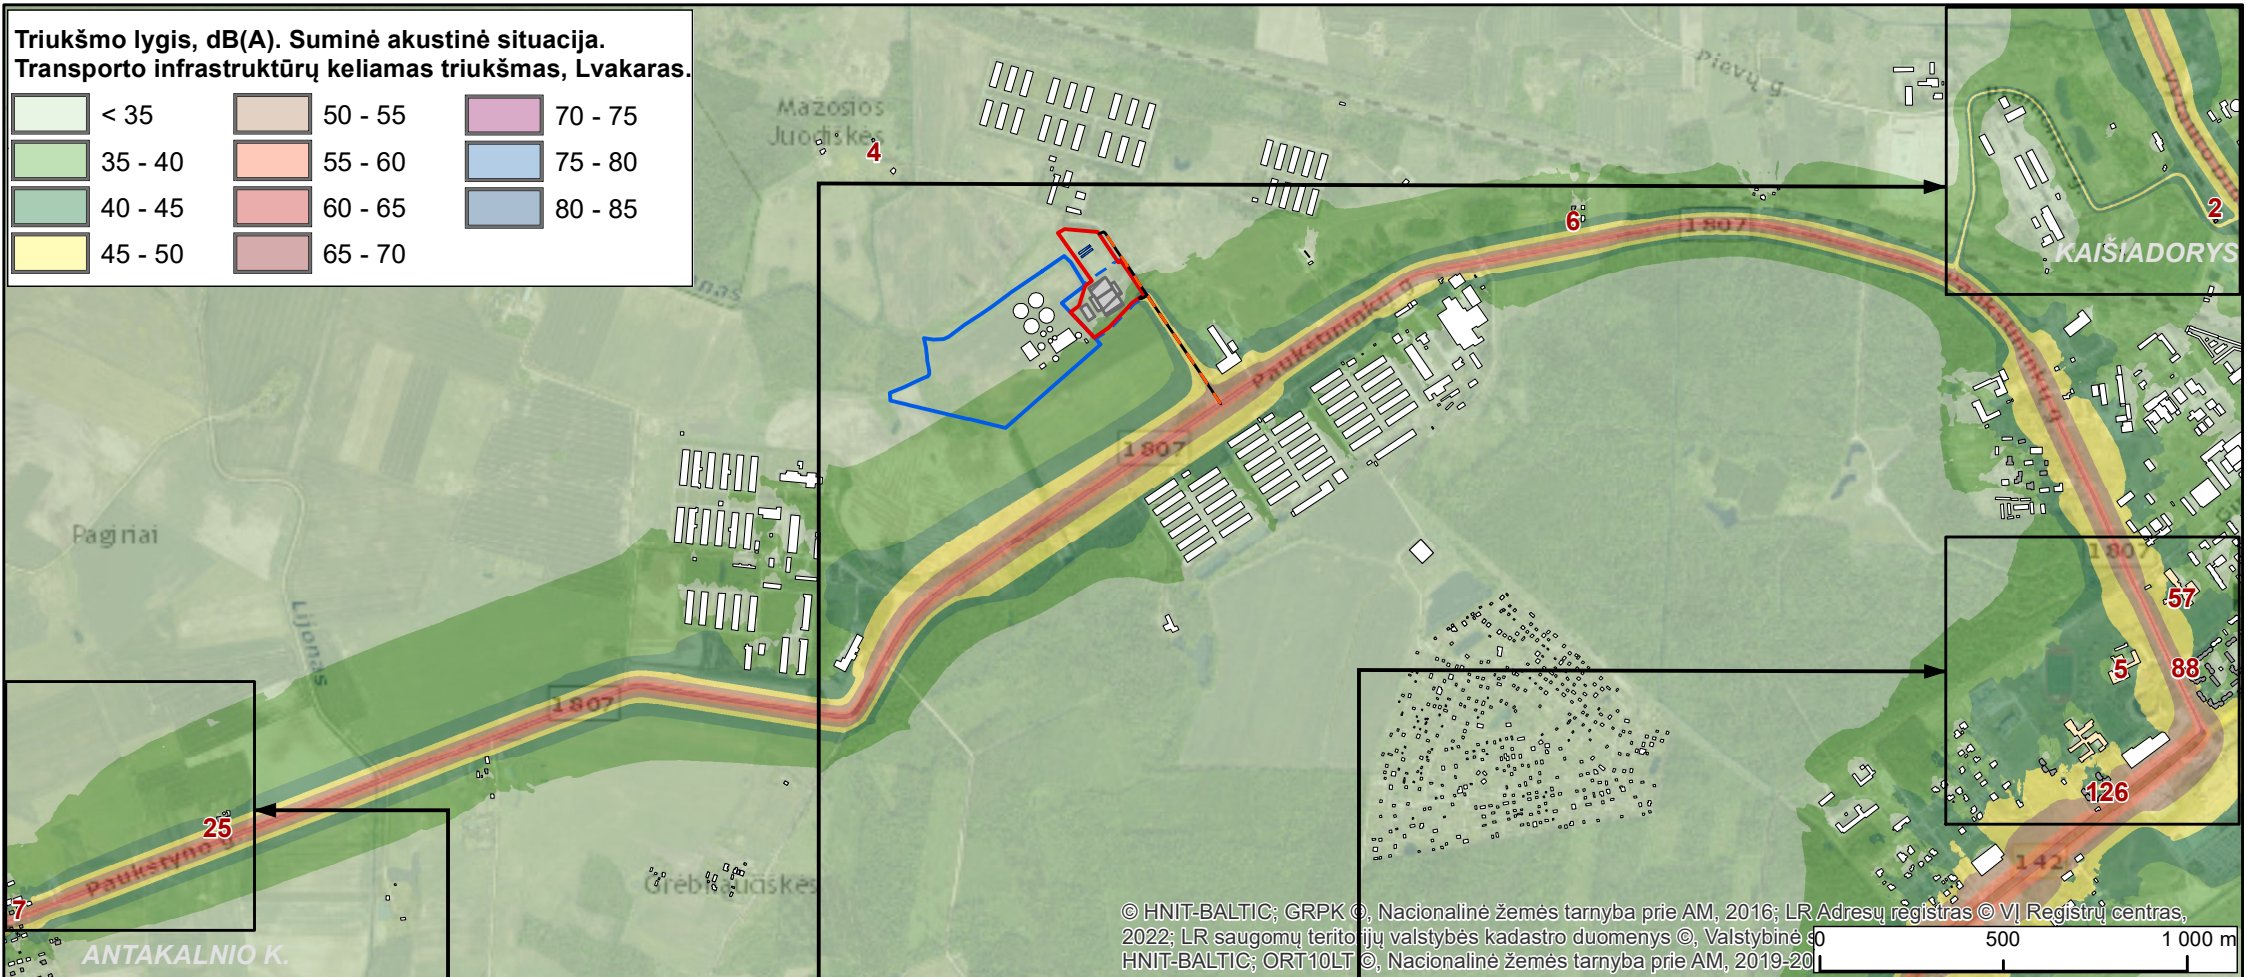 Triukšmo lygis, dB(A). Suminė akustinė situacija.
Transporto infrastruktūrų keliamas triukšmas, Lvakaras.
< 35
35 - 40
40 - 45
45 - 50
50 - 55
55 - 60
60 - 65
65 - 70
70 - 75
75 - 80
80 - 85
Mažosios
Juodiškės
4
Pievų g.
2
KAIŠIADORYS
6
1807
Paukštininkų g.
Paukštininkų g.
1807
Paginiai
Lijonas
1807
57
5
88
1807
126
142
25
Paukštyno g.
7
ANTAKALNIO K.
© HNIT-BALTIC; GRPK ©, Nacionalinė žemės tarnyba prie AM, 2016; LR Adresų registras © VĮ Registrų centras,
2022; LR saugomų teritorijų valstybės kadastro duomenys ©, Valstybinė s
HNIT-BALTIC; ORT10LT ©, Nacionalinė žemės tarnyba prie AM, 2019-20
0 500 1 000 m